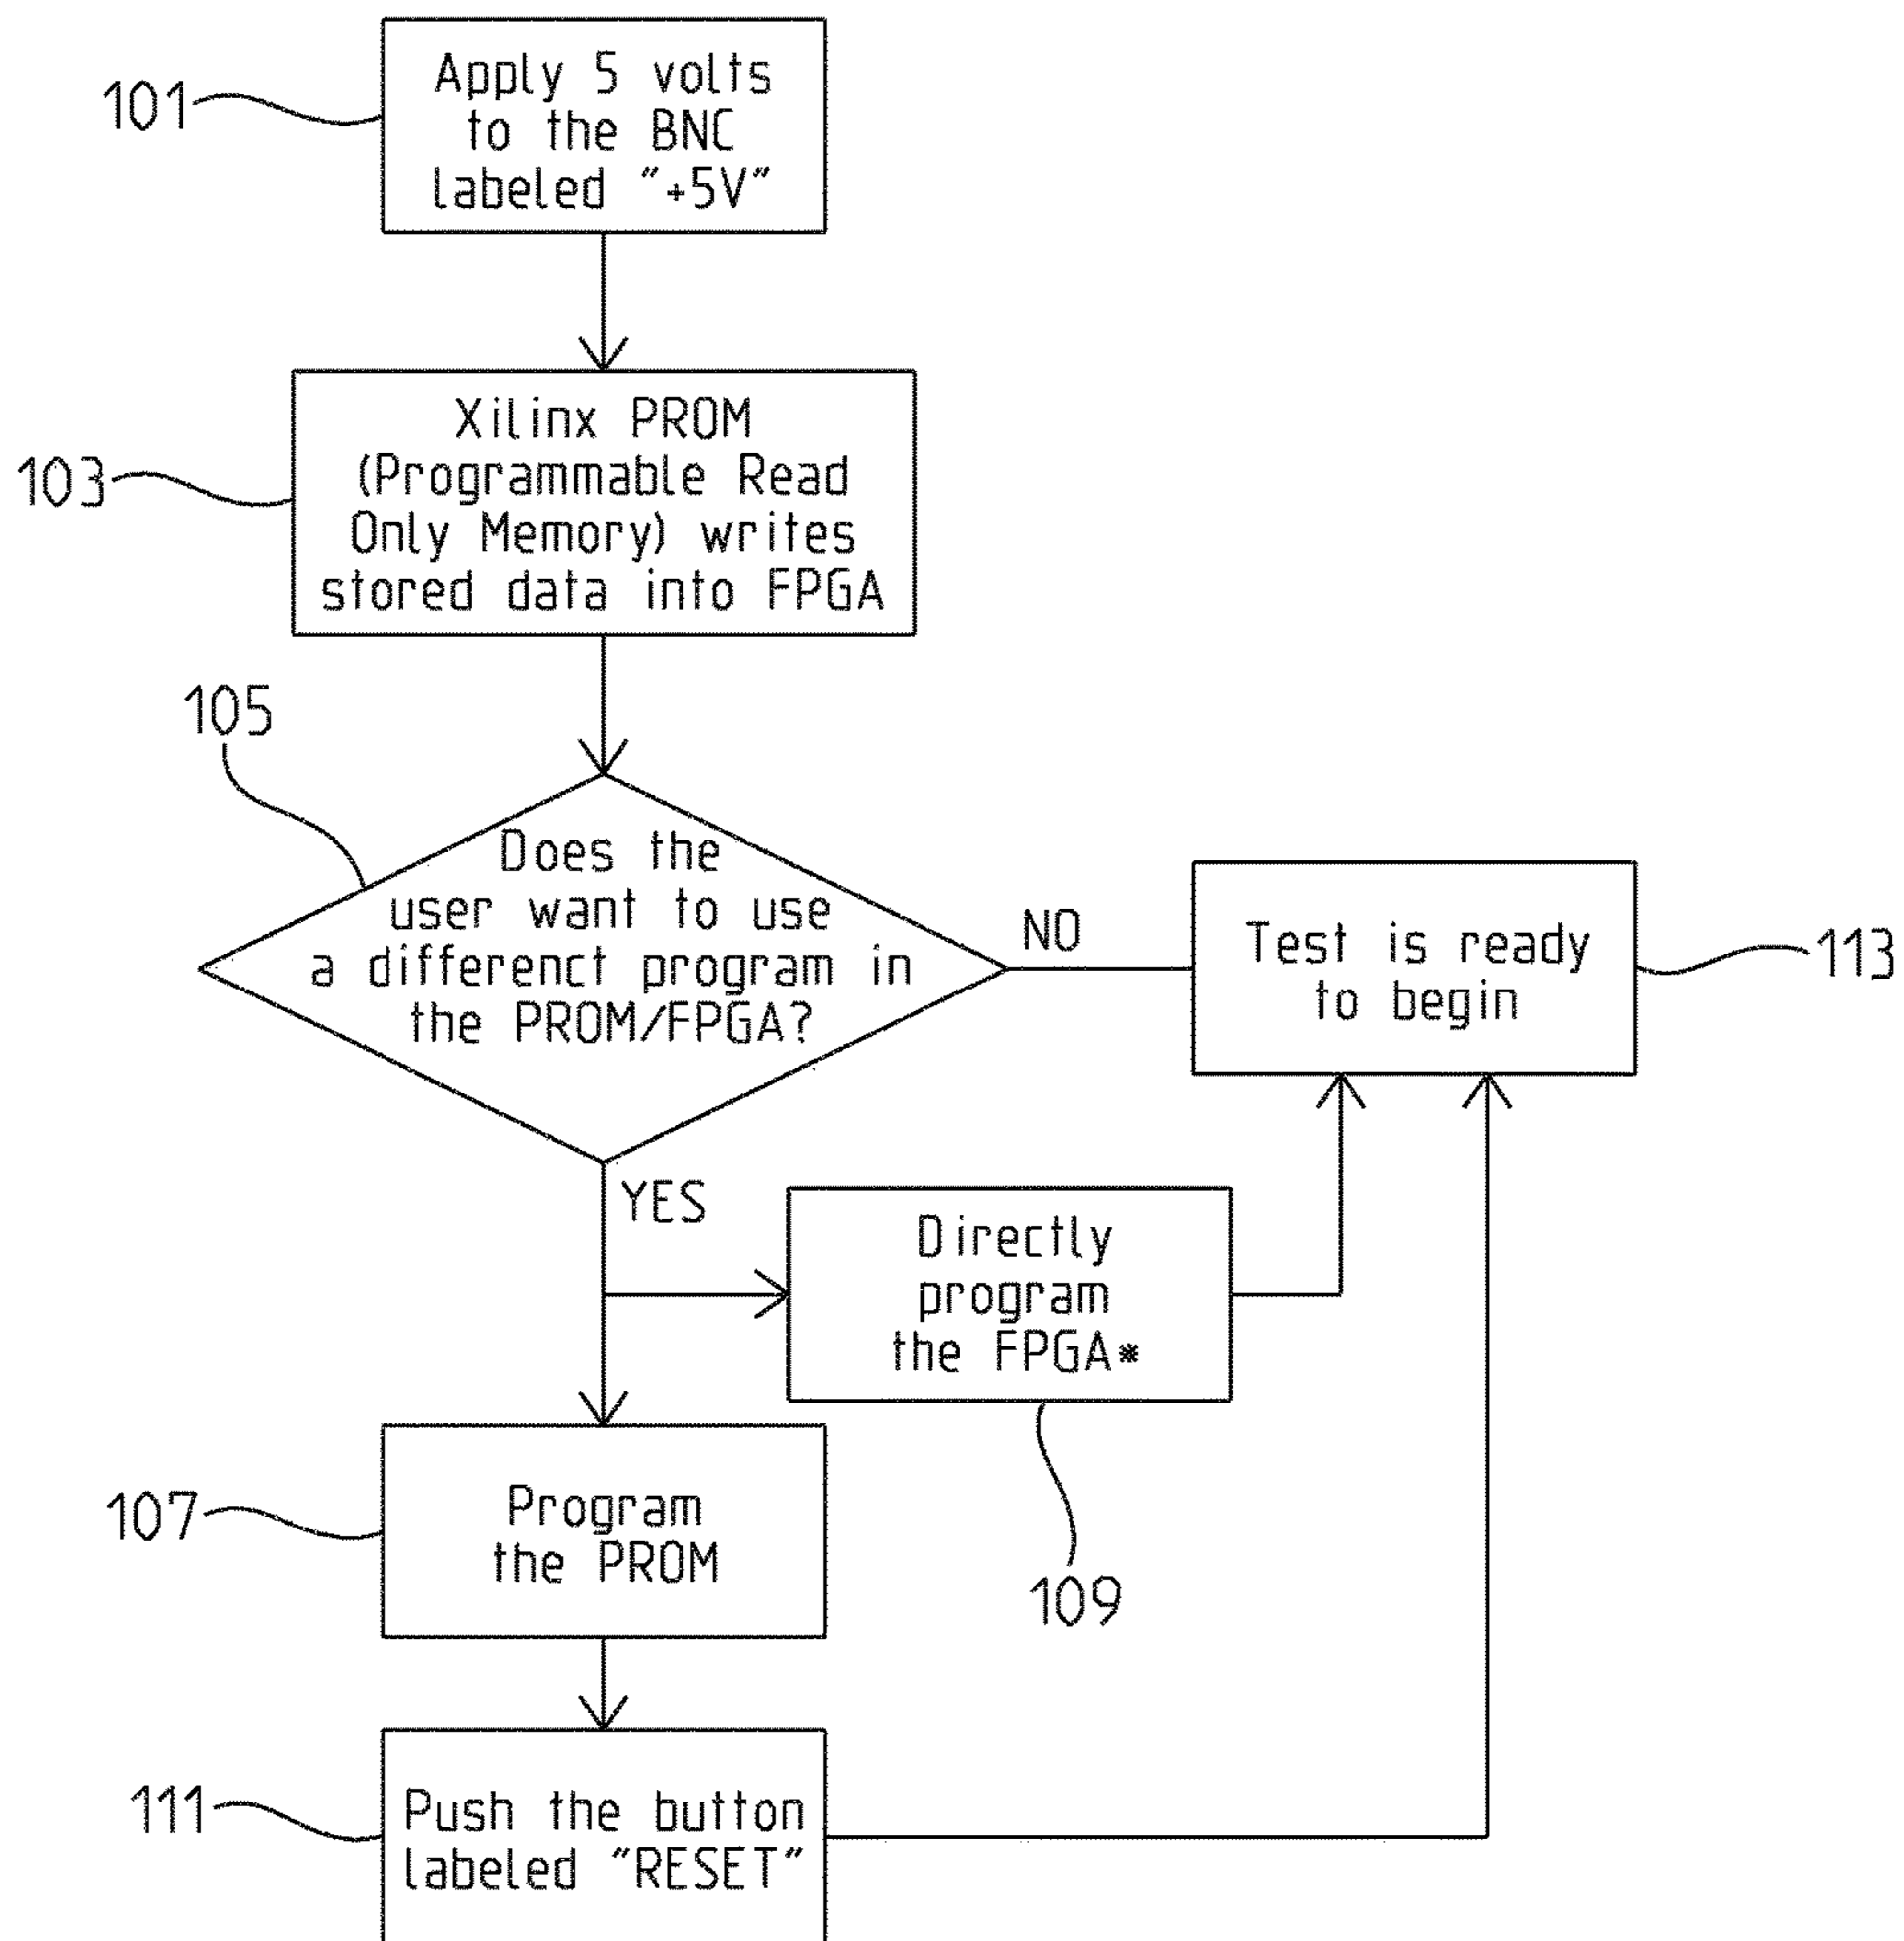 101
Apply 5 volts
to the BNC
labeled "+5V"
103
Xilinx PROM
(Programmable Read
Only Memory) writes
stored data into FPGA
105
Does the
user want to use
a differenct program in
the PROM/FPGA?
NO
Test is ready
to begin
113
YES
Directly
program
the FPGA*
109
107
Program
the PROM
111
Push the button
labeled "RESET"